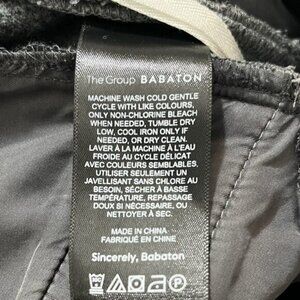 The Group BABATON
MACHINE WASH COLD GENTLE
CYCLE WITH LIKE COLOURS,
ONLY NON-CHLORINE BLEACH
WHEN NEEDED, TUMBLE DRY
LOW, COOL IRON ONLY IF
NEEDED, OR DRY CLEAN.
LAVER À LA MACHINE À L'EAU
FROIDE AU CYCLE DÉLICAT
AVEC COULEURS SEMBLABLES,
UTILISER SEULEMENT UN
JAVELLISANT SANS CHLORE AU
BESOIN, SÉCHER À BASSE
TEMPÉRATURE, REPASSAGE
DOUX SI NÉCESSAIRE, OU
NETTOYER À SEC.
MADE IN CHINA
FABRIQUÉ EN CHINE
Sincerely, Babaton